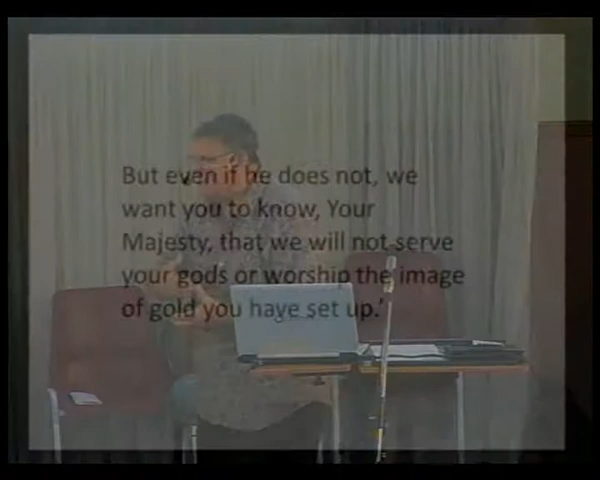 But even if he does not, we
want you to know, Your
Majesty, that we will not serve
your gods or worship the image
of gold you have set up.’